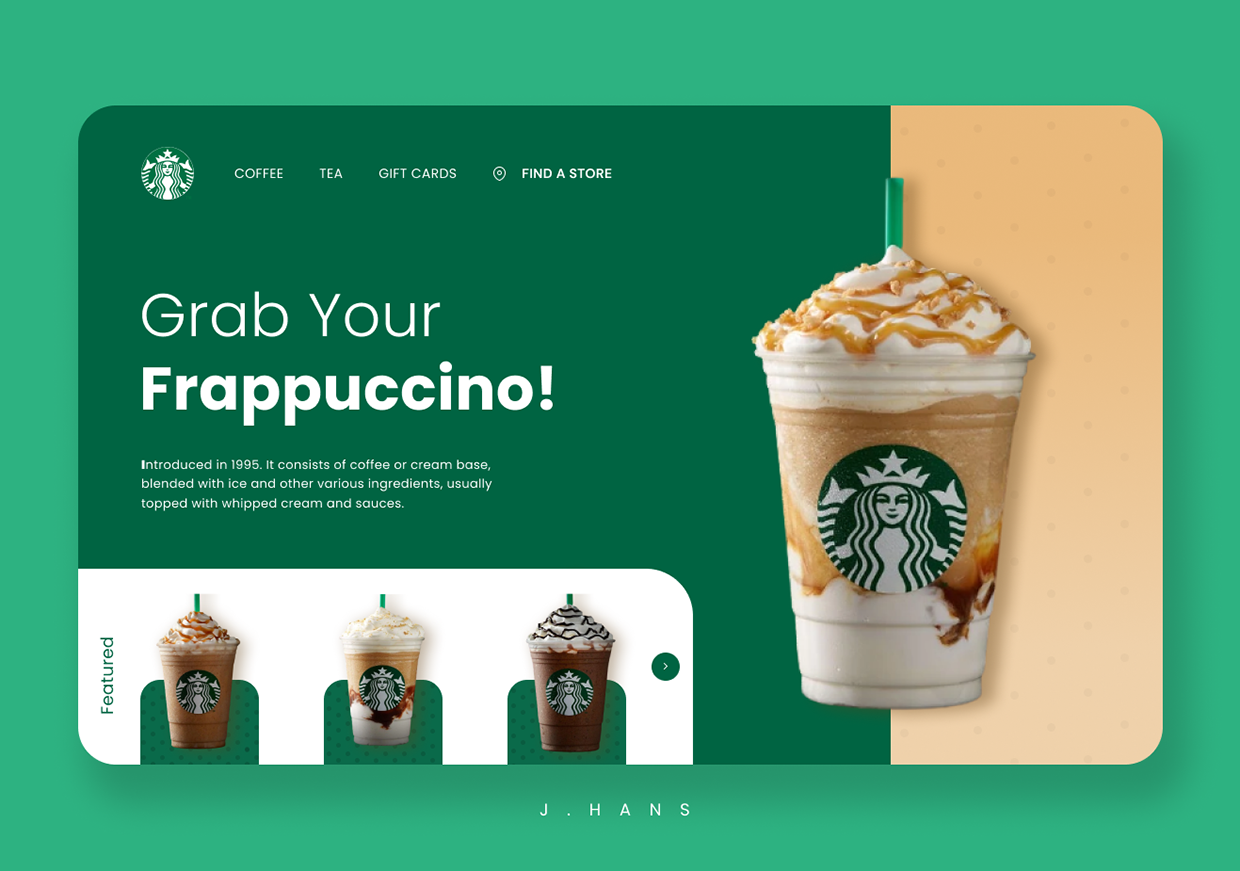 COFFEE TEA GIFT CARDS FIND A STORE
Grab Your
Frappuccino!
Introduced in 1995. It consists of coffee or cream base,
blended with ice and other various ingredients, usually
topped with whipped cream and sauces.
Featured
J.HANS